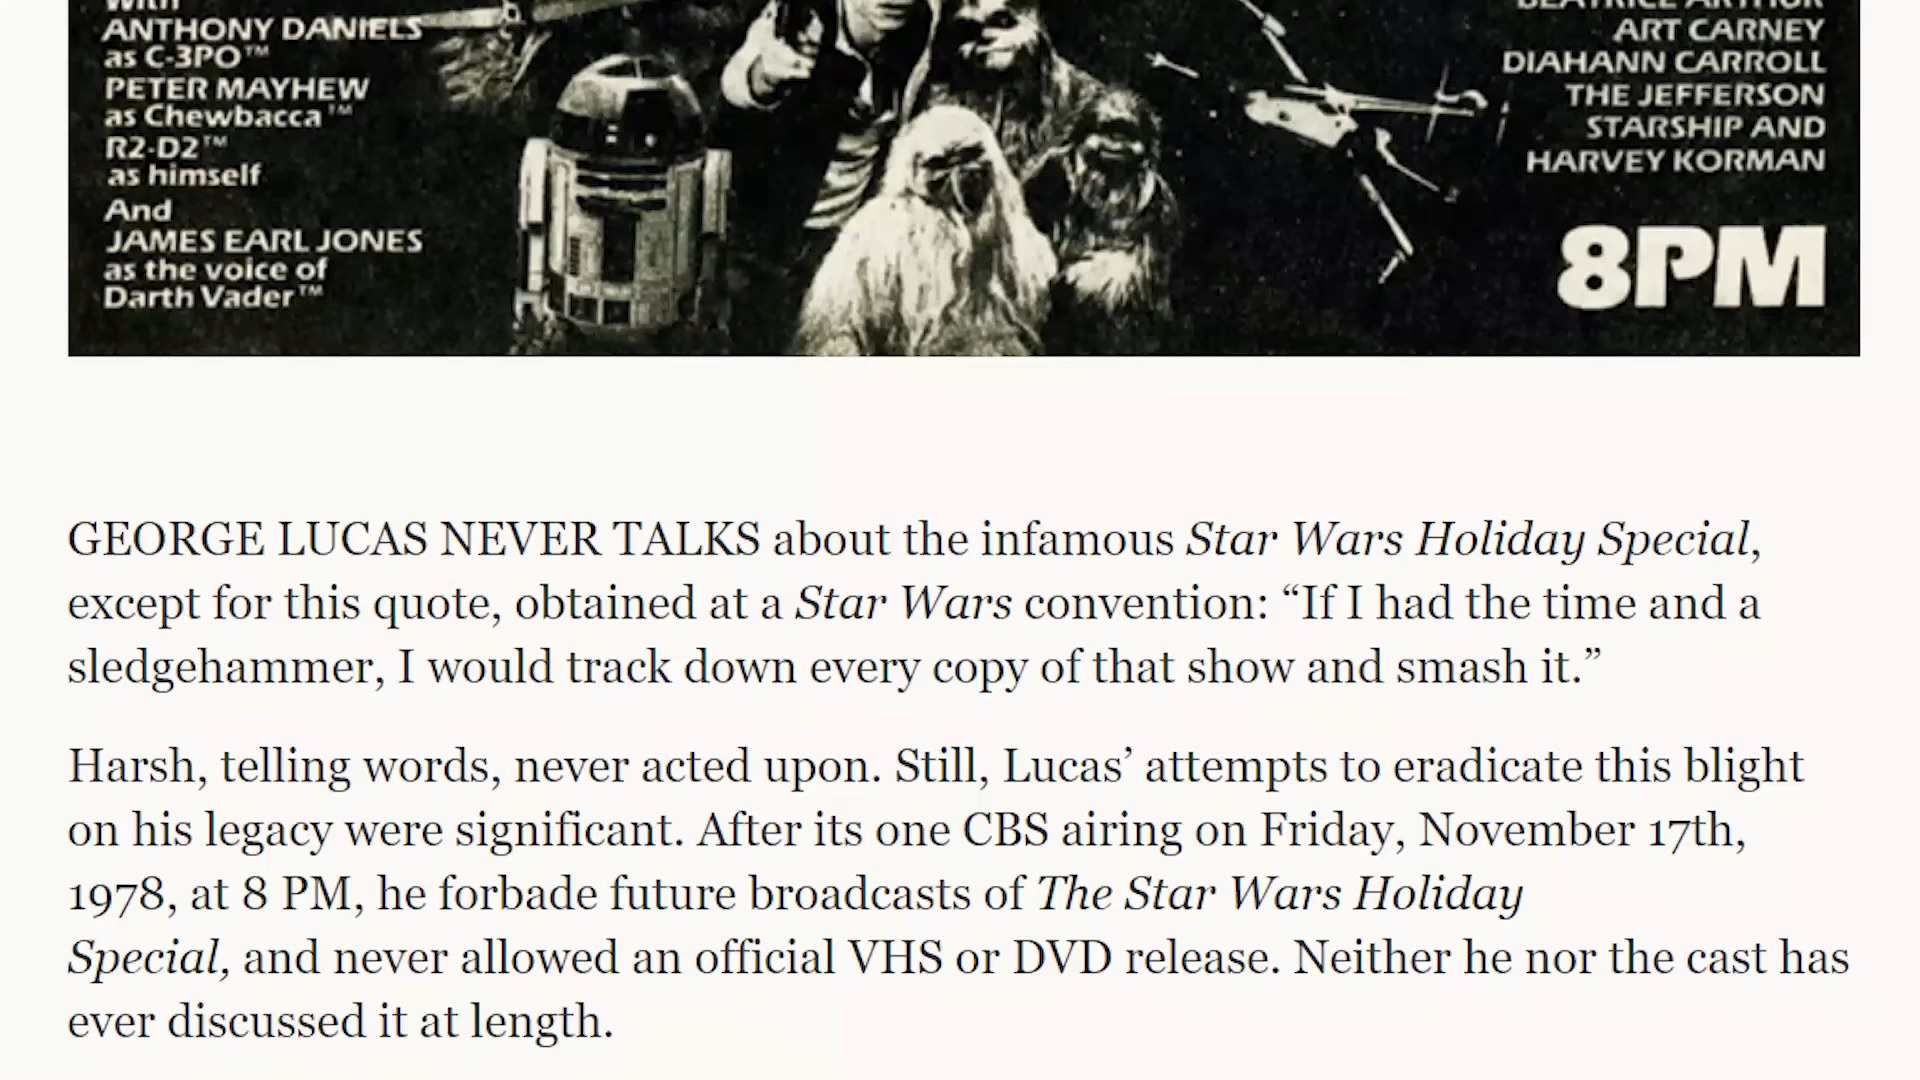 With
ANTHONY DANIELS
as C-3PO™
PETER MAYHEW
as Chewbacca™
R2-D2™
as himself
And
JAMES EARL JONES
as the voice of
Darth Vader™
BEATRICE ARTHUR
ART CARNEY
DIAHANN CARROLL
THE JEFFERSON
STARSHIP AND
HARVEY KORMAN
8PM
GEORGE LUCAS NEVER TALKS about the infamous Star Wars Holiday Special,
except for this quote, obtained at a Star Wars convention: “If I had the time and a
sledgehammer, I would track down every copy of that show and smash it.”
Harsh, telling words, never acted upon. Still, Lucas’ attempts to eradicate this blight
on his legacy were significant. After its one CBS airing on Friday, November 17th,
1978, at 8 PM, he forbade future broadcasts of The Star Wars Holiday
Special, and never allowed an official VHS or DVD release. Neither he nor the cast has
ever discussed it at length.